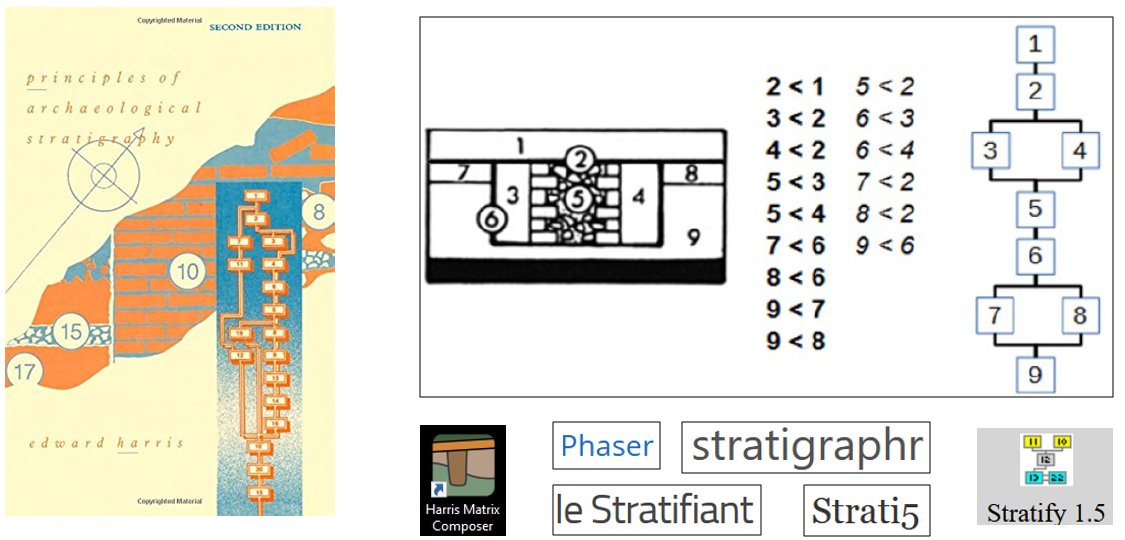 Copyrighted Material
SECOND EDITION
principles of
archaeological
stratigraphy
8
10
15
17
edward harris
Copyrighted Material
1
2
7
8
3
5
4
6
9
2 < 1 5 < 2
3 < 2 6 < 3
4 < 2 6 < 4
5 < 3 7 < 2
5 < 4 8 < 2
7 < 6 9 < 6
8 < 6
9 < 7
9 < 8
1
2
3 4
5
6
7 8
9
Harris Matrix
Composer
Phaser
stratigraphr
le Stratifiant
Strati5
11 10
12
Stratify 1.5